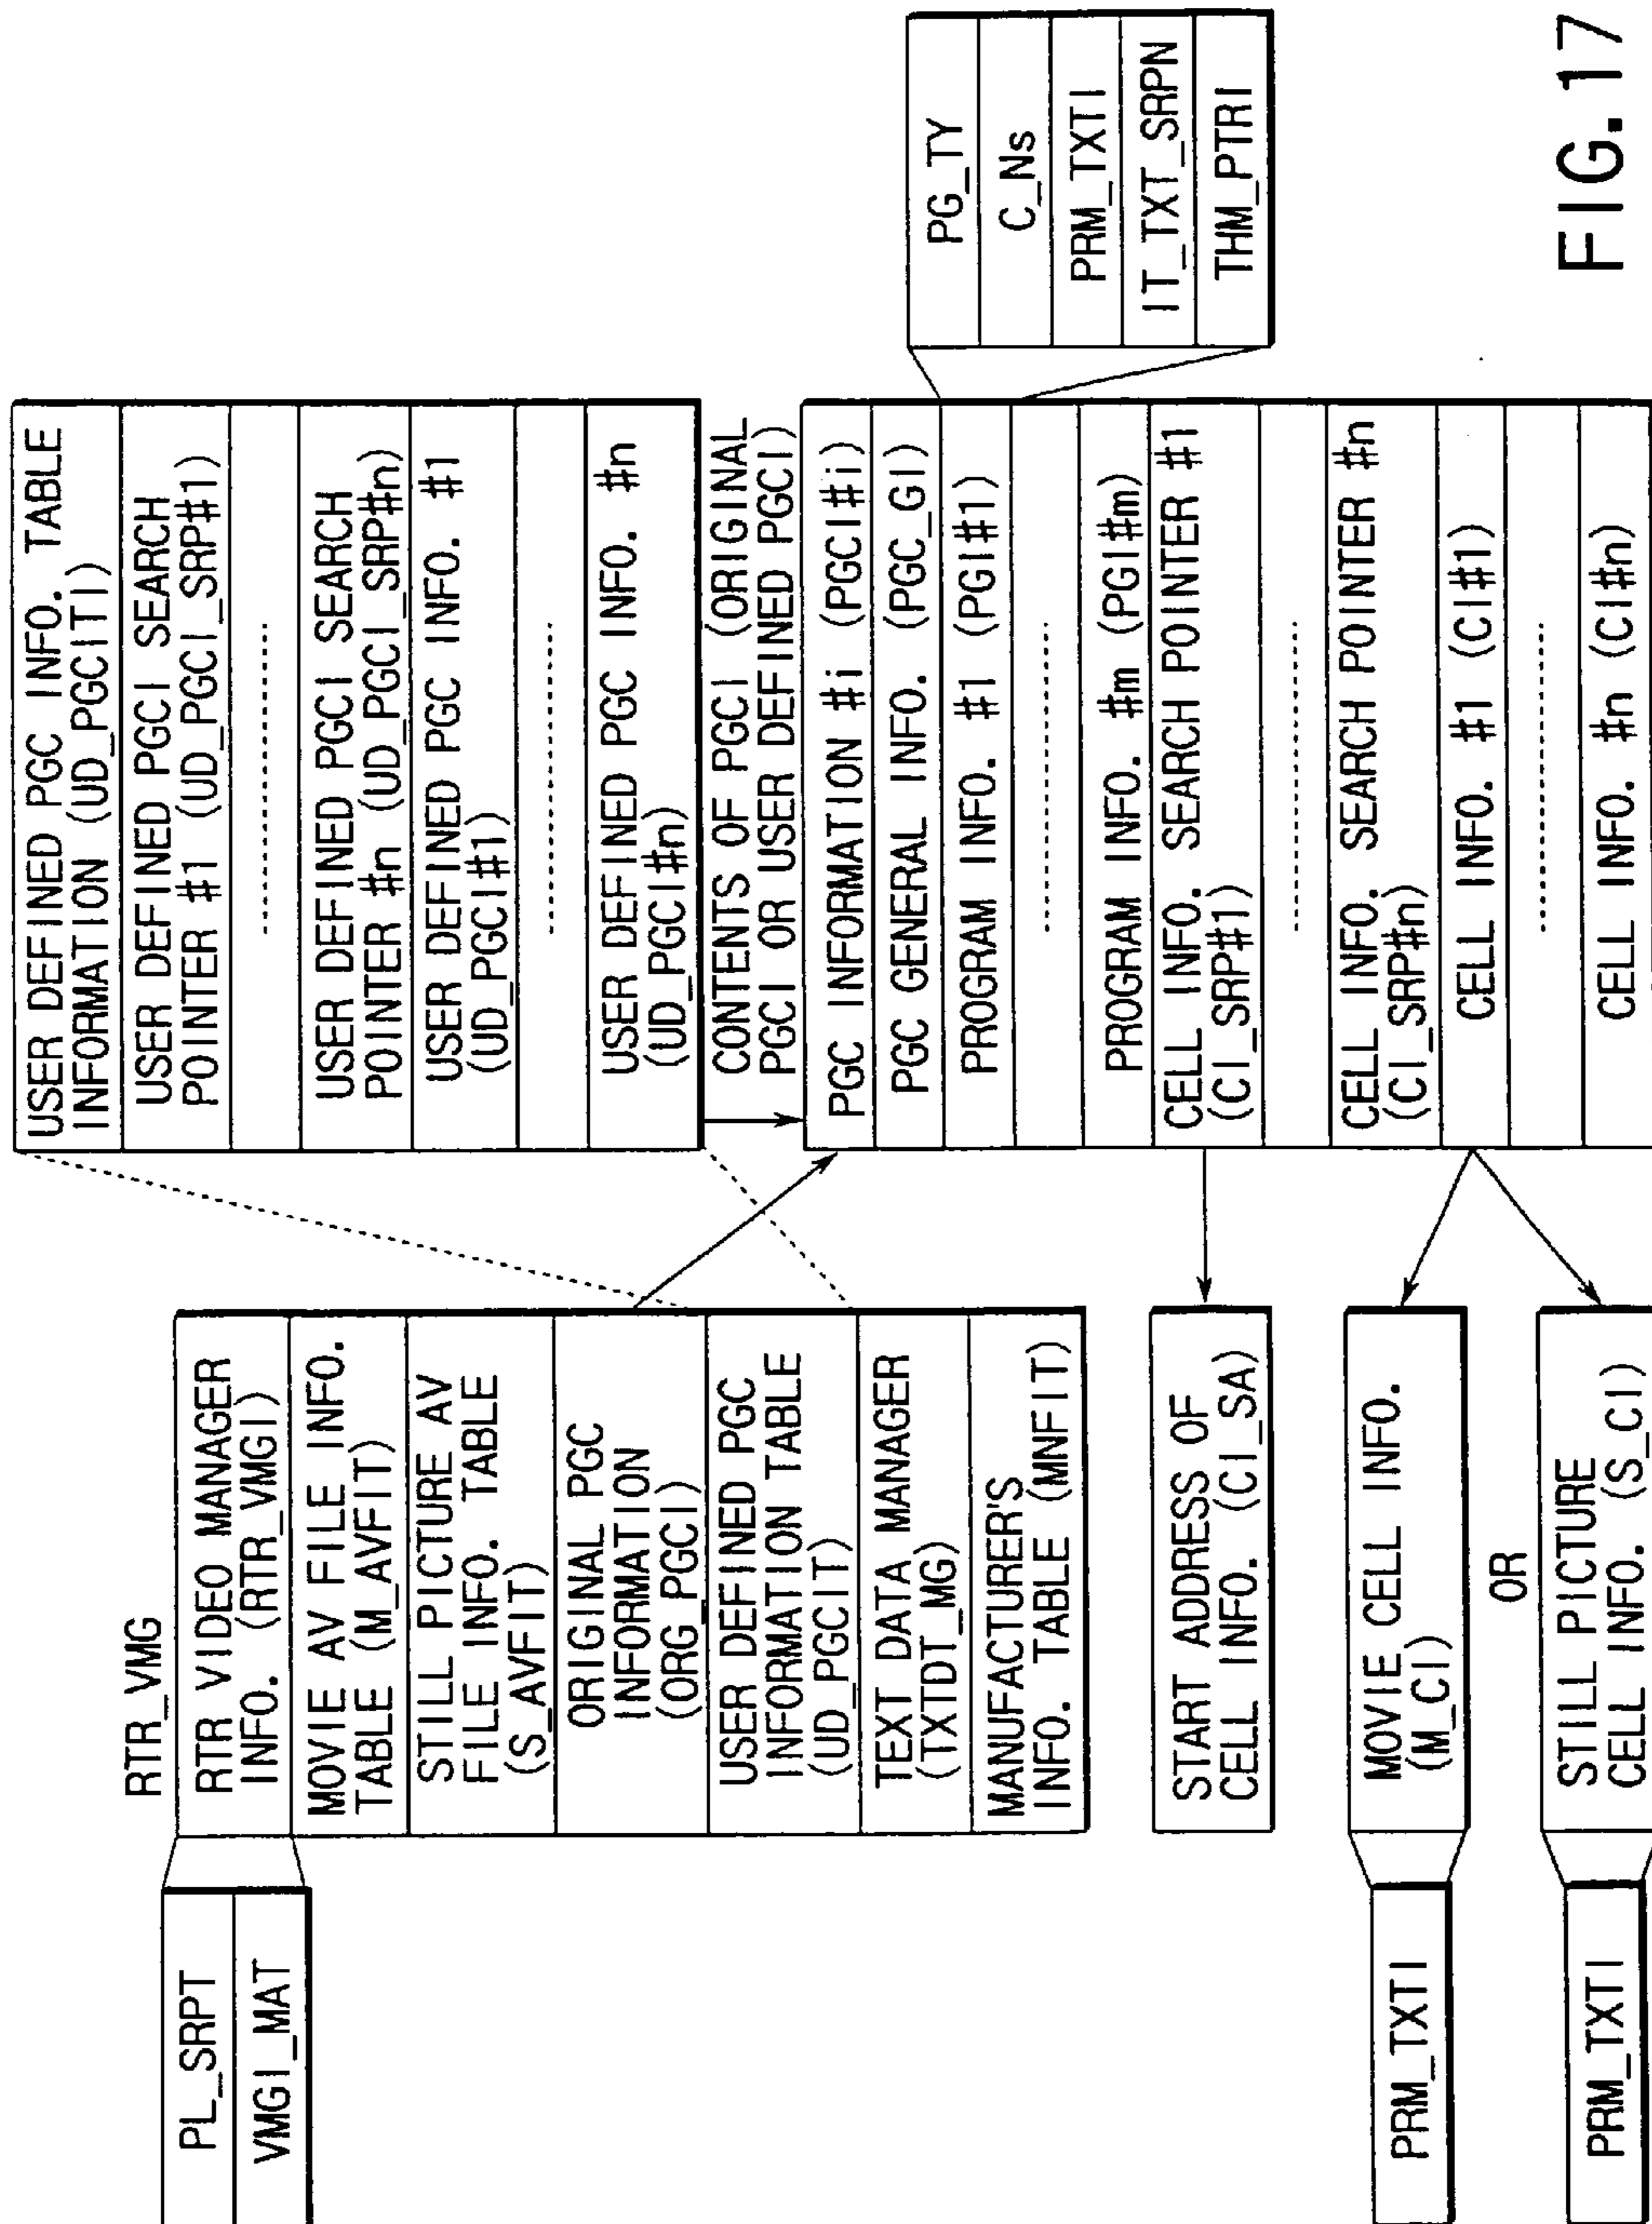 RTR_VMG
PL_SRPT
VMGI_MAT
RTR VIDEO MANAGER
INFO. (RTR_VMGI)
MOVIE AV FILE INFO.
TABLE (M_AVFIT)
STILL PICTURE AV
FILE INFO. TABLE
(S_AVFIT)
ORIGINAL PGC
INFORMATION
(ORG_PGCI)
USER DEFINED PGC
INFORMATION TABLE
(UD_PGCIT)
TEXT DATA MANAGER
(TXTDT_MG)
MANUFACTURER'S
INFO. TABLE (MNFIT)
USER DEFINED PGC INFO. TABLE
INFORMATION (UD_PGCITI)
USER DEFINED PGCI SEARCH
POINTER #1 (UD_PGCI_SRP#1)
USER DEFINED PGCI SEARCH
POINTER #n (UD_PGCI_SRP#n)
USER DEFINED PGC INFO. #1
(UD_PGCI#1)
USER DEFINED PGC INFO. #n
(UD_PGCI#n)
CONTENTS OF PGCI (ORIGINAL
PGCI OR USER DEFINED PGCI)
PGC INFORMATION #i (PGCI#i)
PGC GENERAL INFO. (PGC_GI)
PROGRAM INFO. #1 (PGI#1)
PROGRAM INFO. #m (PGI#m)
CELL INFO. SEARCH POINTER #1
(CI_SRP#1)
CELL INFO. SEARCH POINTER #n
(CI_SRP#n)
CELL INFO. #1 (CI#1)
CELL INFO. #n (CI#n)
PG_TY
C_Ns
PRM_TXTI
IT_TXT_SRPN
THM_PTRI
START ADDRESS OF
CELL INFO. (CI_SA)
MOVIE CELL INFO.
(M_CI)
PRM_TXTI
OR
STILL PICTURE
CELL INFO. (S_CI)
PRM_TXTI
FIG. 17